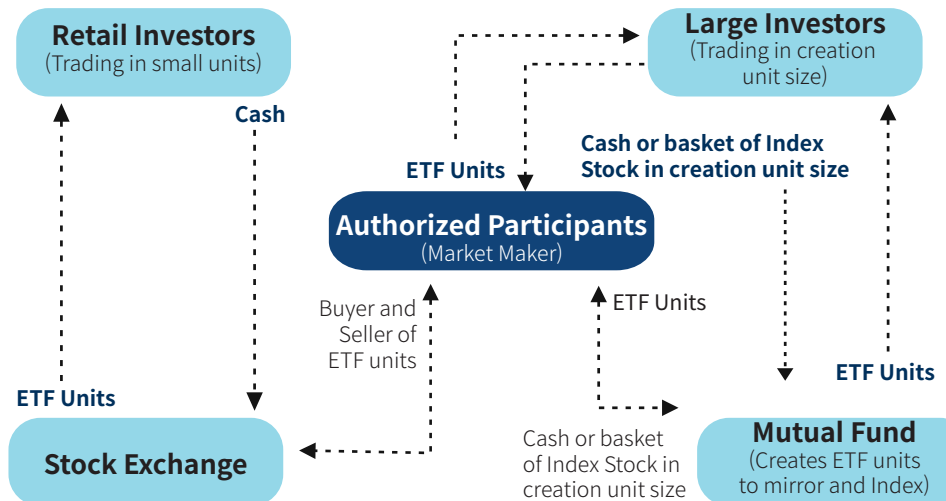 Retail Investors
(Trading in small units)
Large Investors
(Trading in creation
unit size)
Cash
Cash or basket of Index
Stock in creation unit size
ETF Units
Authorized Participants
(Market Maker)
Buyer and
Seller of
ETF units
ETF Units
ETF Units
ETF Units
Stock Exchange
Cash or basket
of Index Stock in
creation unit size
Mutual Fund
(Creates ETF units
to mirror and Index)